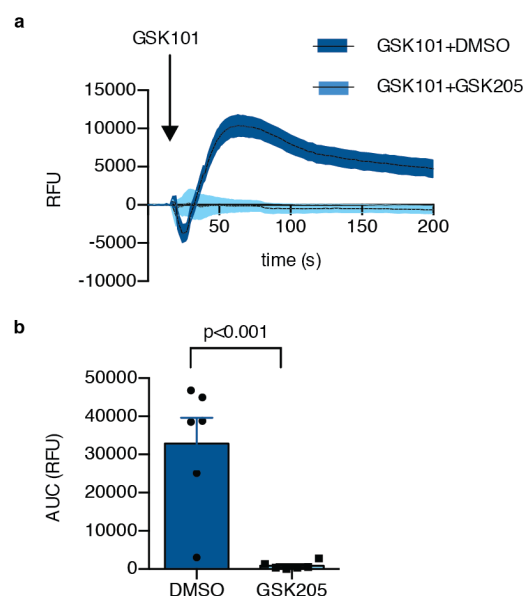 a
GSK101
GSK101+DMSO
GSK101+GSK205
15000
10000
5000
0
-5000
-10000
RFU
50
100
150
200
time (s)
b
p<0.001
50000
40000
30000
20000
10000
0
AUC (RFU)
DMSO
GSK205